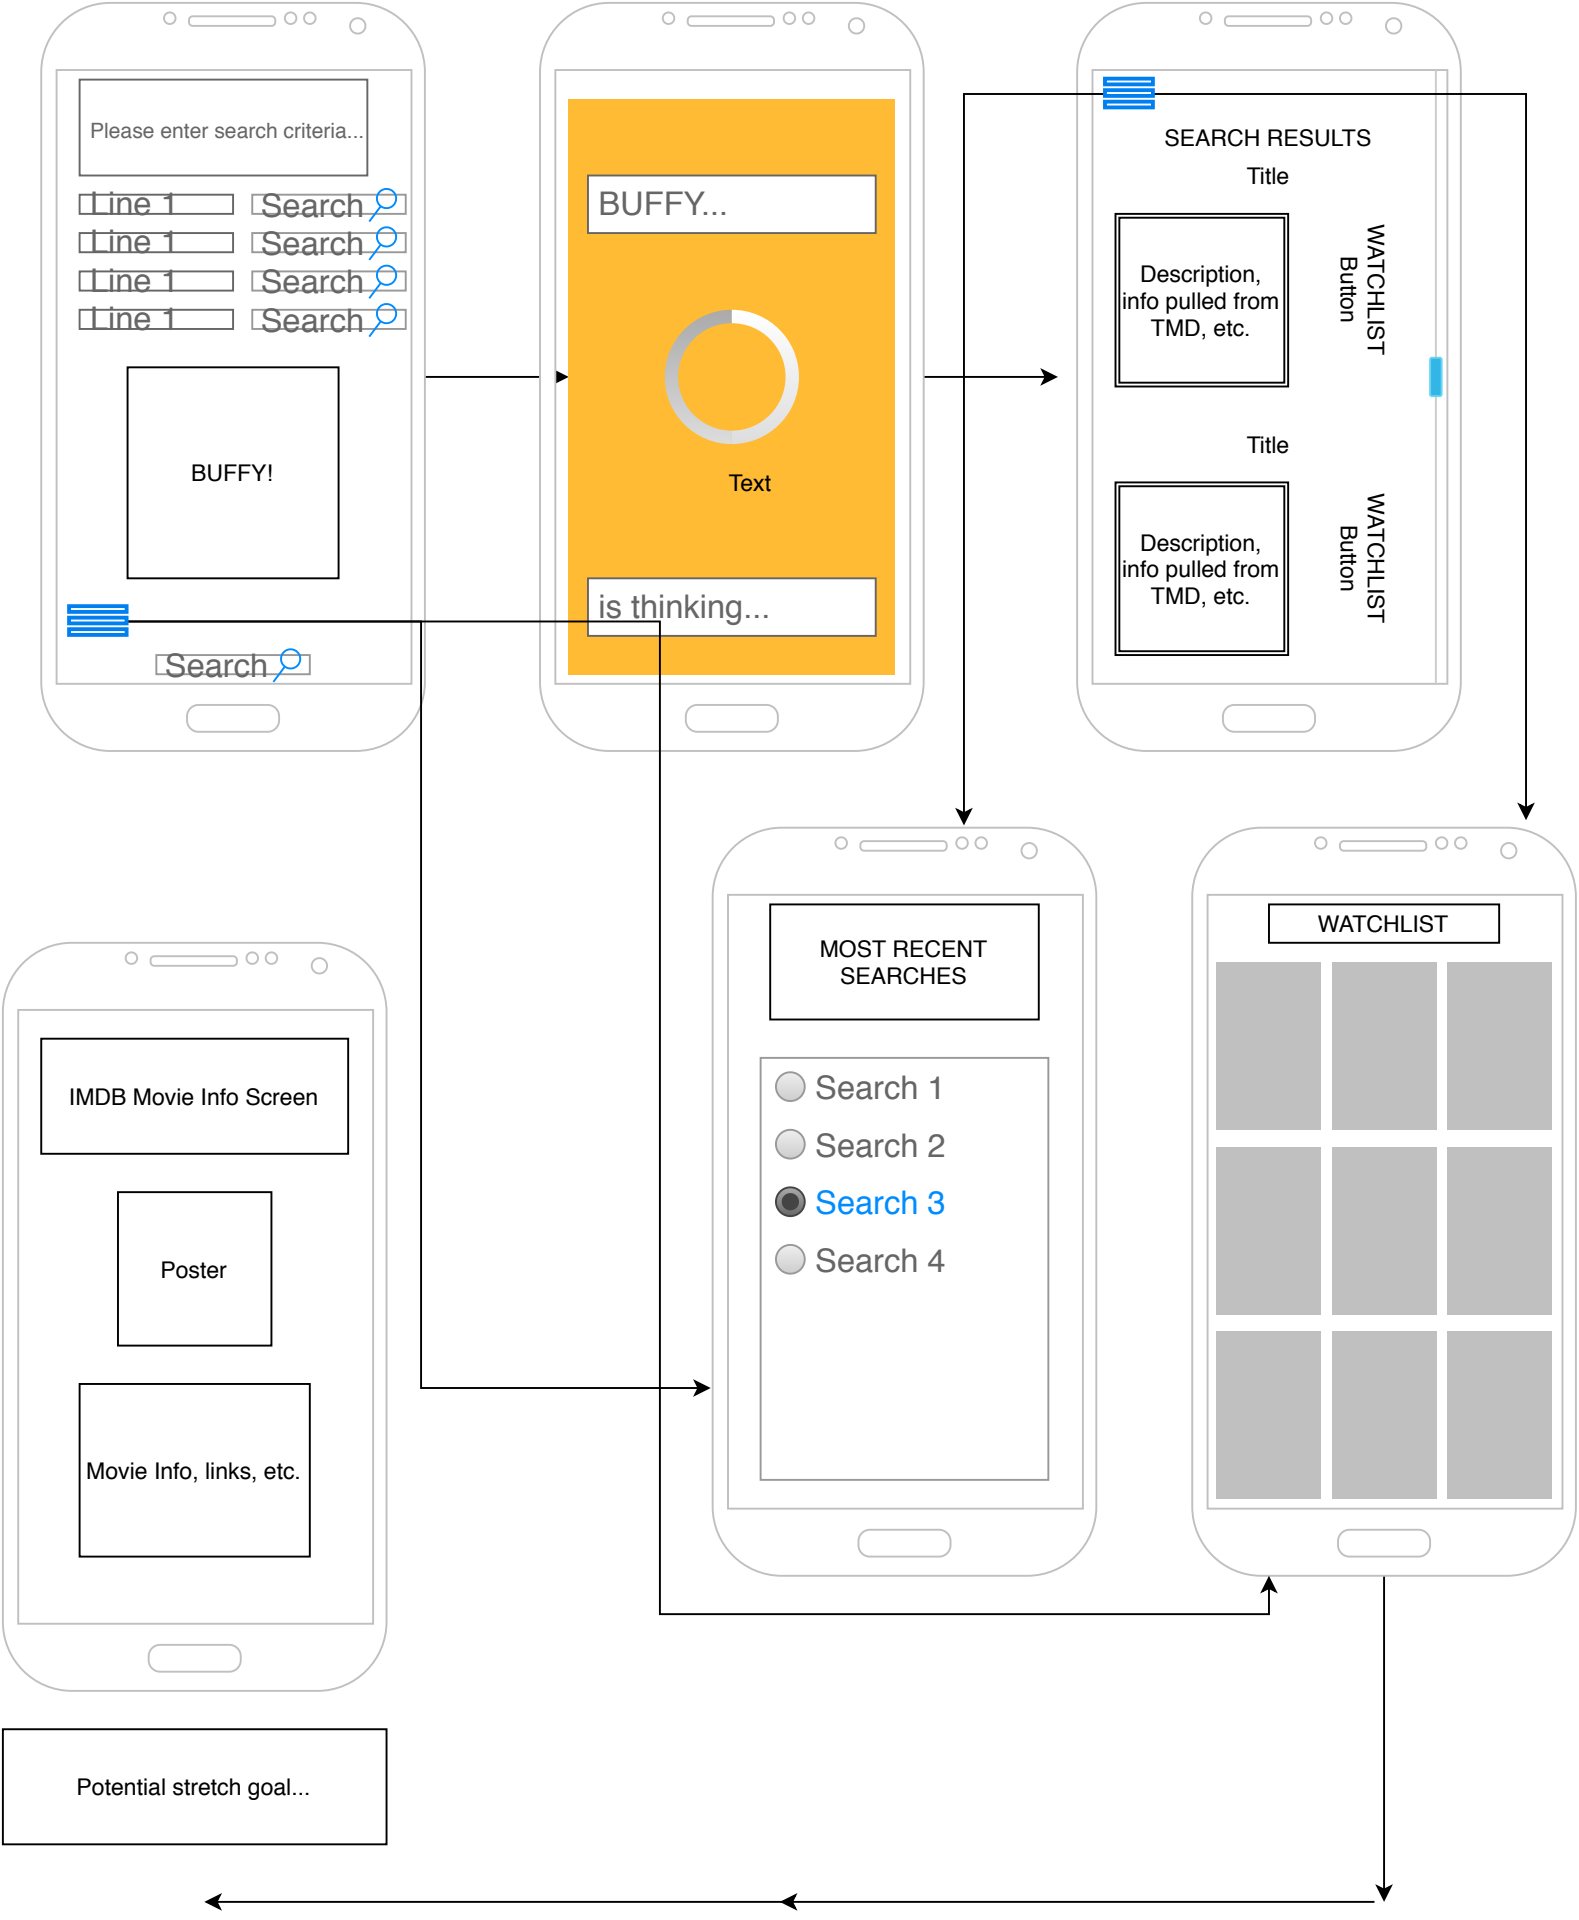 Please enter search criteria...
Line 1
Search
Line 1
Search
Line 1
Search
Line 1
Search
BUFFY!
Search
BUFFY...
Text
is thinking...
SEARCH RESULTS
Title
Description,
info pulled from
TMD, etc.
WATCHLIST
Button
Title
Description,
info pulled from
TMD, etc.
WATCHLIST
Button
IMDB Movie Info Screen
Poster
Movie Info, links, etc.
Potential stretch goal...
MOST RECENT
SEARCHES
Search 1
Search 2
Search 3
Search 4
WATCHLIST